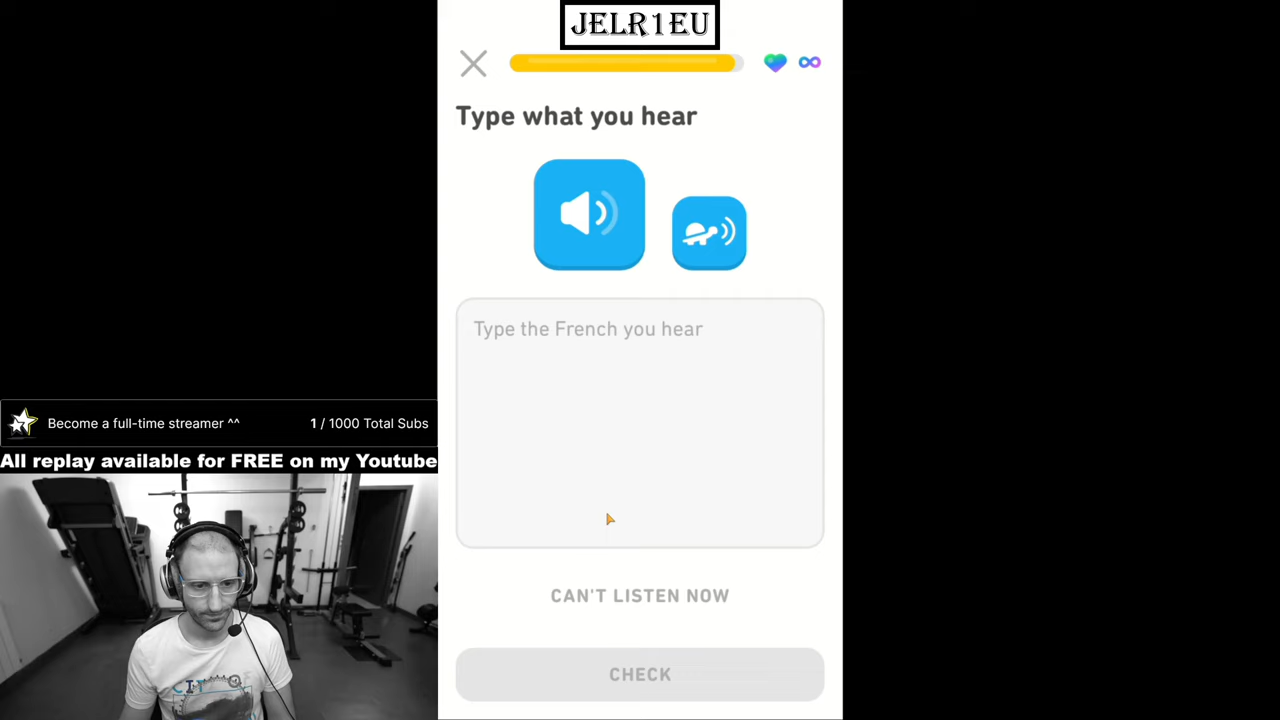 JELR1EU
Type what you hear
Type the French you hear
Become a full-time streamer ^^ 1 / 1000 Total Subs
All replay available for FREE on my Youtube
CAN'T LISTEN NOW
CHECK